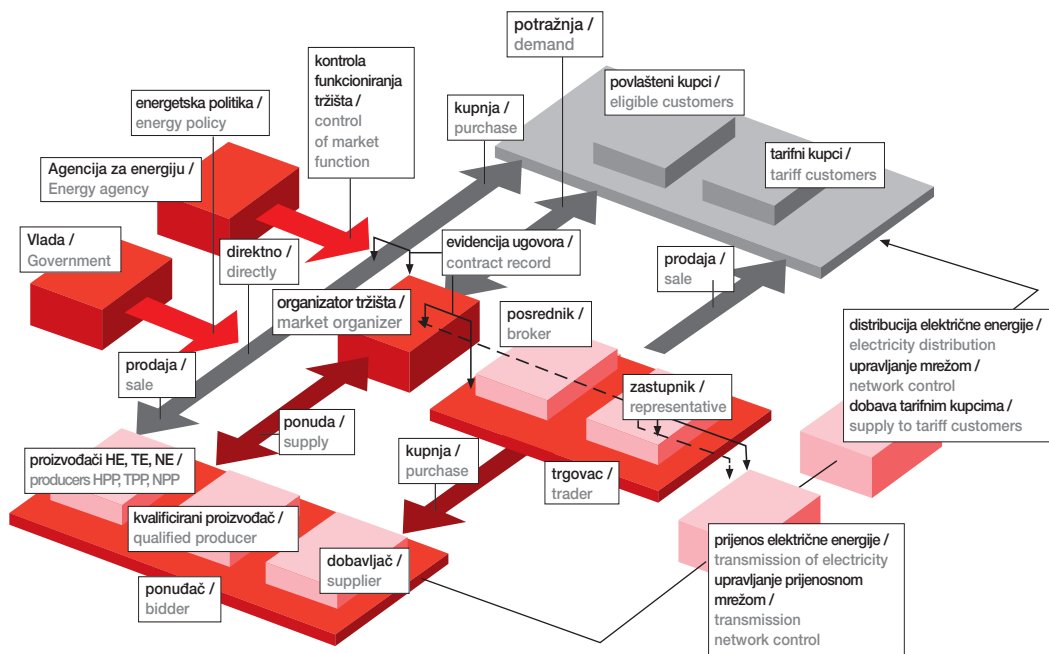 potražnja /
demand
kontrola
funkcioniranja
tržišta /
control
of market
function
povlašteni kupci /
eligible customers
energetska politika /
energy policy
kupnja /
purchase
tarifni kupci /
tariff customers
Agencija za energiju /
Energy agency
Vlada /
Government
direktno /
directly
evidencija ugovora /
contract record
prodaja /
sale
organizator tržišta /
market organizer
posrednik /
broker
distribucija električne energije /
electricity distribution
upravljanje mrežom /
network control
dobava tarifnim kupcima /
supply to tariff customers
prodaja /
sale
zastupnik /
representative
ponuda /
supply
kupnja /
purchase
trgovac /
trader
proizvođači HE, TE, NE /
producers HPP, TPP, NPP
kvalificirani proizvođač /
qualified producer
dobavljač /
supplier
ponuđač /
bidder
prijenos električne energije /
transmission of electricity
upravljanje prijenosnom
mrežom /
transmission
network control